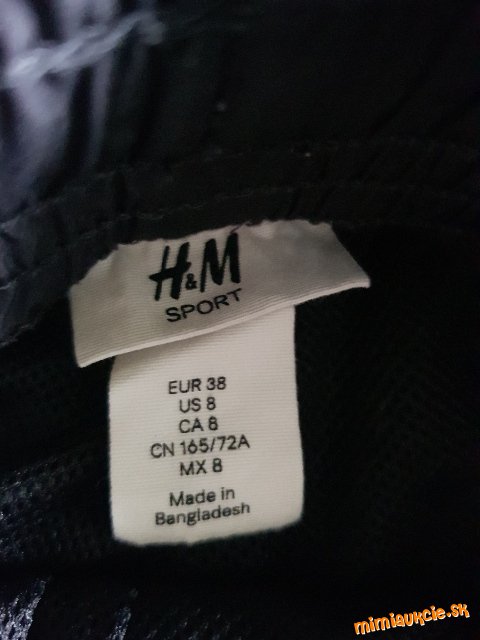 H&M
SPORT
EUR 38
US 8
CA 8
CN 165/72A
MX 8
Made in
Bangladesh
mimiaukcie.sk